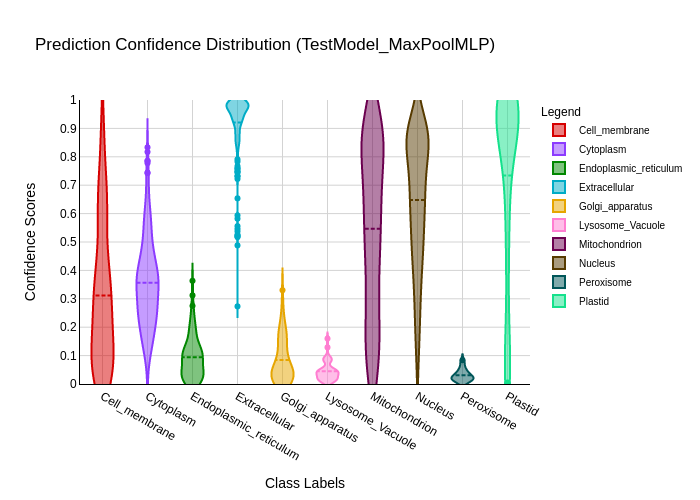 Prediction Confidence Distribution (TestModel_MaxPoolMLP)
Confidence Scores
1
0.9
0.8
0.7
0.6
0.5
0.4
0.3
0.2
0.1
0
Cell_membrane
Cytoplasm
Endoplasmic_reticulum
Extracellular
Golgi_apparatus
Lysosome_Vacuole
Mitochondrion
Nucleus
Peroxisome
Plastid
Class Labels
Legend
Cell_membrane
Cytoplasm
Endoplasmic_reticulum
Extracellular
Golgi_apparatus
Lysosome_Vacuole
Mitochondrion
Nucleus
Peroxisome
Plastid